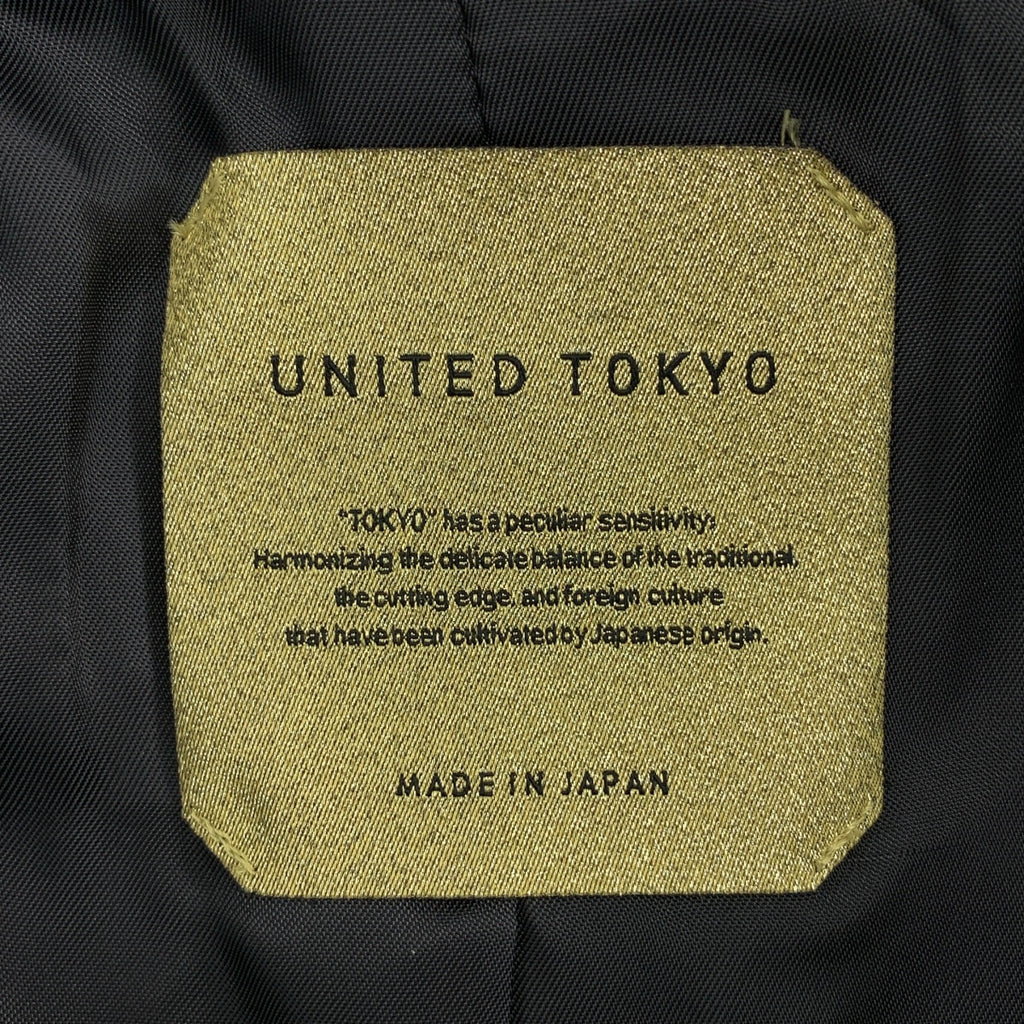 UNITED TOKYO
"TOKYO" has a peculiar sensitivity;
Harmonizing the delicate balance of the traditional,
the cutting edge, and foreign culture
that have been cultivated by Japanese origin.
MADE IN JAPAN